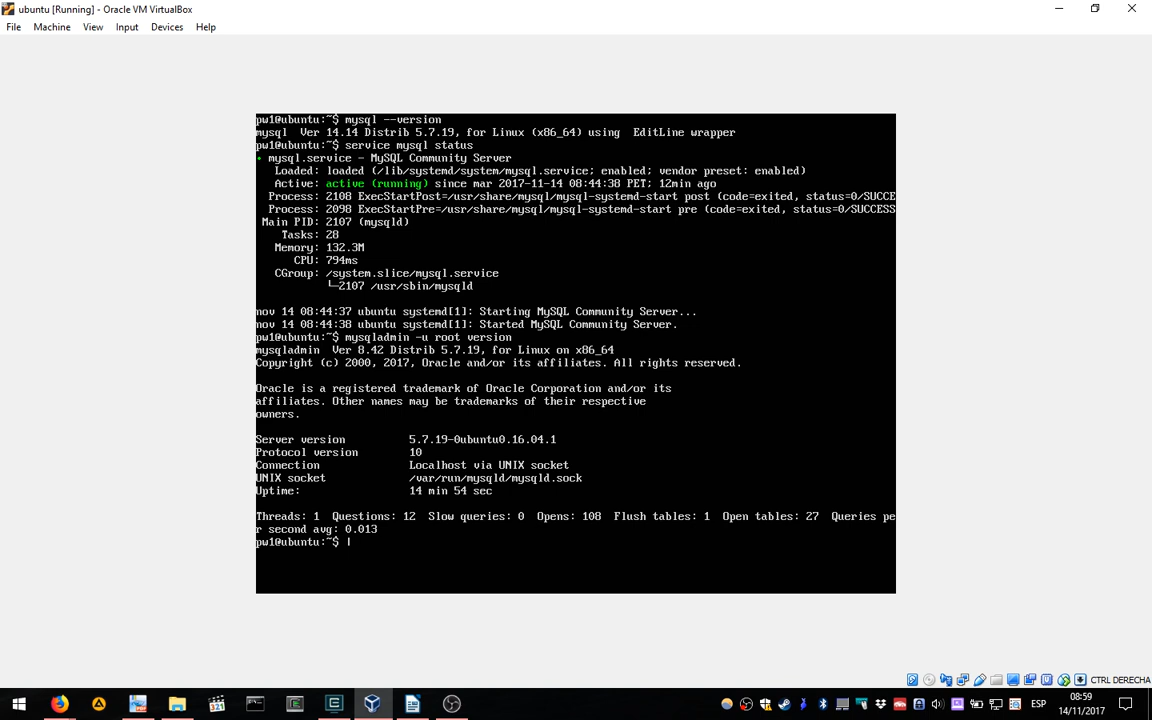 ubuntu [Running] - Oracle VM VirtualBox
File Machine View Input Devices Help
pw1@ubuntu:~$ mysql --version
mysql  Ver 14.14 Distrib 5.7.19, for Linux (x86_64) using  EditLine wrapper
pw1@ubuntu:~$ service mysql status
mysql.service - MySQL Community Server
Loaded: loaded (/lib/systemd/system/mysql.service; enabled; vendor preset: enabled)
Active: active (running) since mar 2017-11-14 08:44:38 PET; 12min ago
Process: 2108 ExecStartPost=/usr/share/mysql/mysql-systemd-start post (code=exited, status=0/SUCCE
Process: 2098 ExecStartPre=/usr/share/mysql/mysql-systemd-start pre (code=exited, status=0/SUCCESS
Main PID: 2107 (mysqld)
Tasks: 28
Memory: 132.3M
CPU: 794ms
CGroup: /system.slice/mysql.service
└─2107 /usr/sbin/mysqld
nov 14 08:44:37 ubuntu systemd[1]: Starting MySQL Community Server...
nov 14 08:44:38 ubuntu systemd[1]: Started MySQL Community Server.
pw1@ubuntu:~$ mysqladmin -u root version
mysqladmin  Ver 8.42 Distrib 5.7.19, for Linux on x86_64
Copyright (c) 2000, 2017, Oracle and/or its affiliates. All rights reserved.
Oracle is a registered trademark of Oracle Corporation and/or its
affiliates. Other names may be trademarks of their respective
owners.
Server version 5.7.19-0ubuntu0.16.04.1
Protocol version 10
Connection Localhost via UNIX socket
UNIX socket /var/run/mysqld/mysqld.sock
Uptime: 14 min 54 sec
Threads: 1  Questions: 12  Slow queries: 0  Opens: 108  Flush tables: 1  Open tables: 27  Queries pe
r second avg: 0.013
pw1@ubuntu:~$
CTRL DERECHA
321
ESP
08:59
14/11/2017